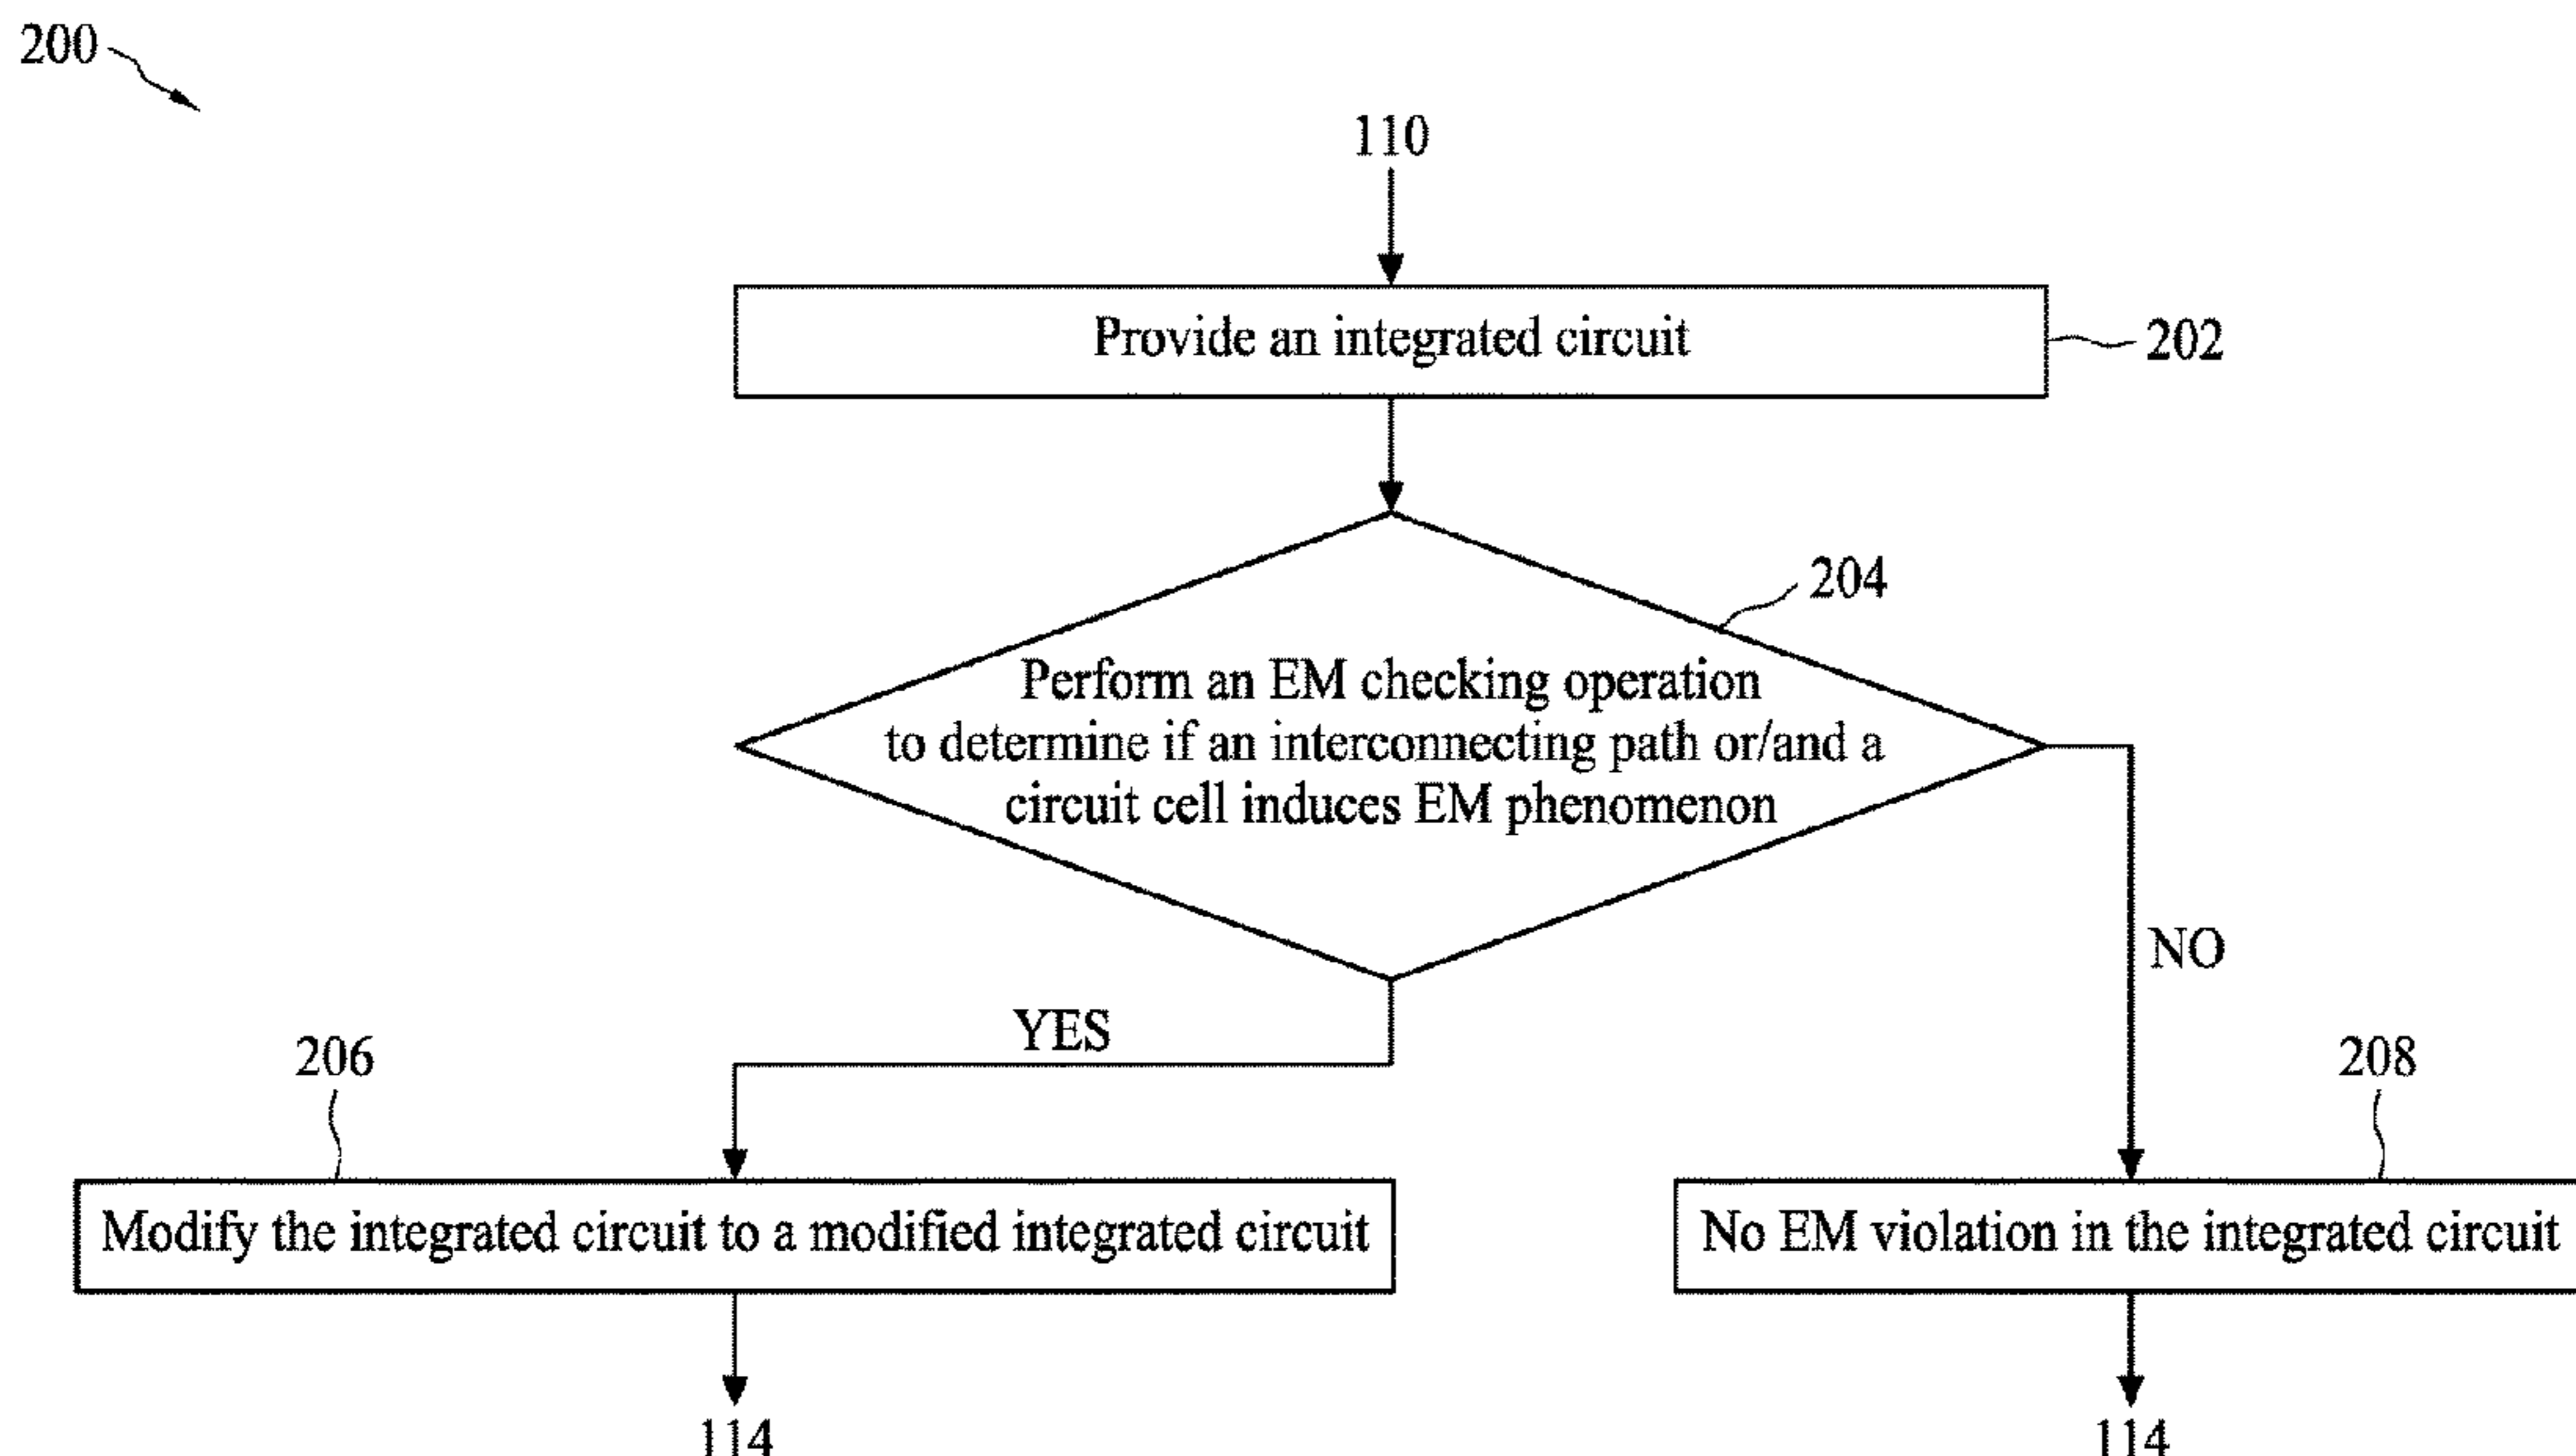 200
110
Provide an integrated circuit
202
204
Perform an EM checking operation
to determine if an interconnecting path or/and a
circuit cell induces EM phenomenon
NO
YES
206
208
Modify the integrated circuit to a modified integrated circuit
No EM violation in the integrated circuit
114
114